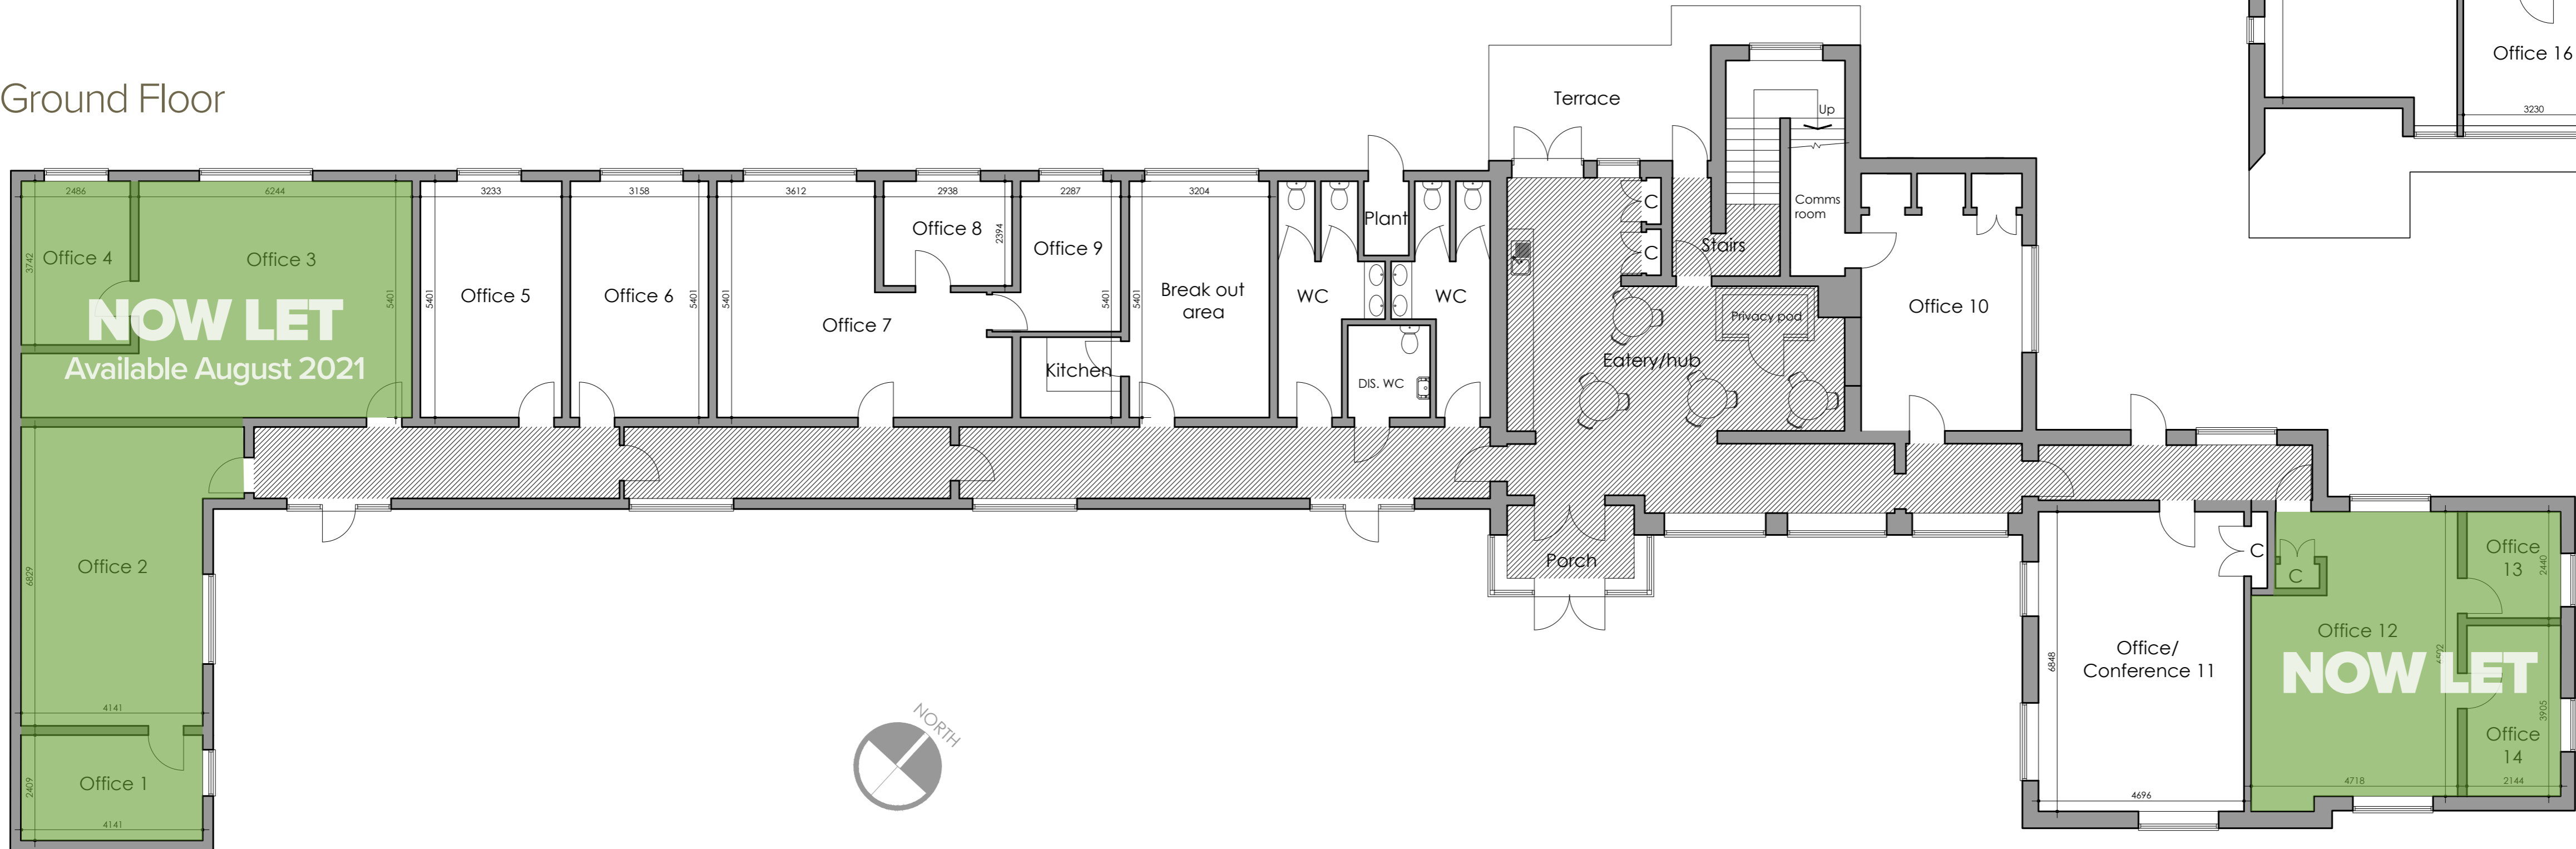 Ground Floor
Terrace
Up
Office 16
3230
2486
6244
3233
3158
3612
2938
2287
3204
Office 4
3742
Office 3
5401
5401
Office 5
Office 6
5401
5401
Office 7
Office 8
2394
Office 9
5401
5401
Kitchen
Break out
area
WC
Plant
WC
DIS. WC
C
C
Stairs
Comms
room
Privacy pod
Eatery/hub
Office 10
NOW LET
Available August 2021
Office 2
6829
4141
Office 1
2409
4141
NORTH
Porch
Office/
Conference 11
6848
4696
C
C
Office 12
NOW LET
4718
Office
13
2440
Office
14
3905
2144